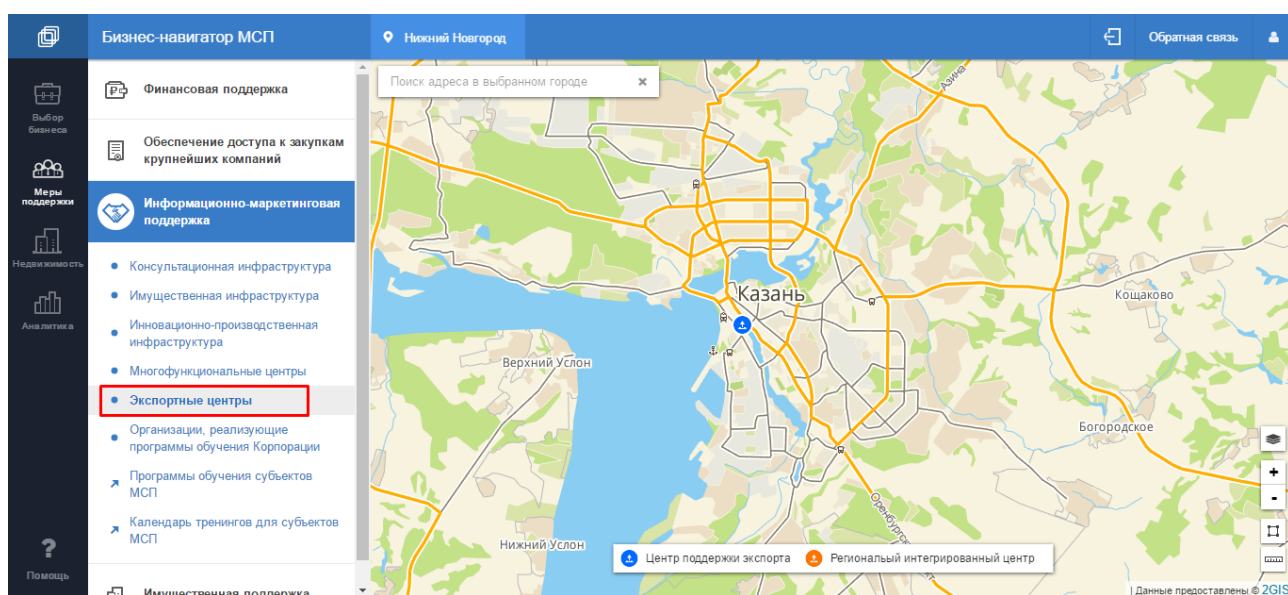 Бизнес-навигатор МСП
Нижний Новгород
Обратная связь
Выбор
бизнеса
Меры
поддержки
Недвижимость
Аналитика
?
Помощь
Финансовая поддержка
Обеспечение доступа к закупкам
крупнейших компаний
Информационно-маркетинговая
поддержка
Консультационная инфраструктура
Имущественная инфраструктура
Инновационно-производственная
инфраструктура
Многофункциональные центры
Экспортные центры
Организации, реализующие
программы обучения Корпорации
Программы обучения субъектов
МСП
Календарь тренингов для субъектов
МСП
Имущественная поддержка
Поиск адреса в выбранном городе
Азина
Казань
Кощаково
Верхний Услон
Богородское
Нижний Услон
Центр поддержки экспорта
Региональый интегрированный центр
+
-
Данные предоставлены © 2GIS